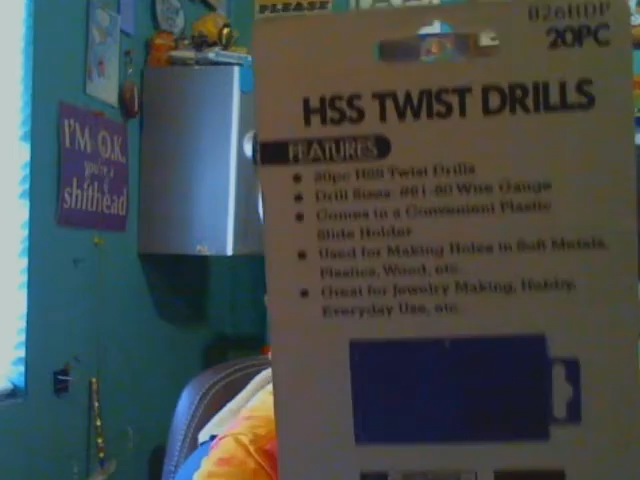 PLEASE
826HDP
20PC
HSS TWIST DRILLS
FEATURES
20pc HSS Twist Drills
Drill Sizes: #61-80 Wire Gauge
Comes in a Convenient Plastic
Slide Holder
Used for Making Holes in Soft Metals,
Plastics, Wood, etc.
Great for Jewelry Making, Hobby,
Everyday Use, etc.
I'M O.K.
you're a
shithead